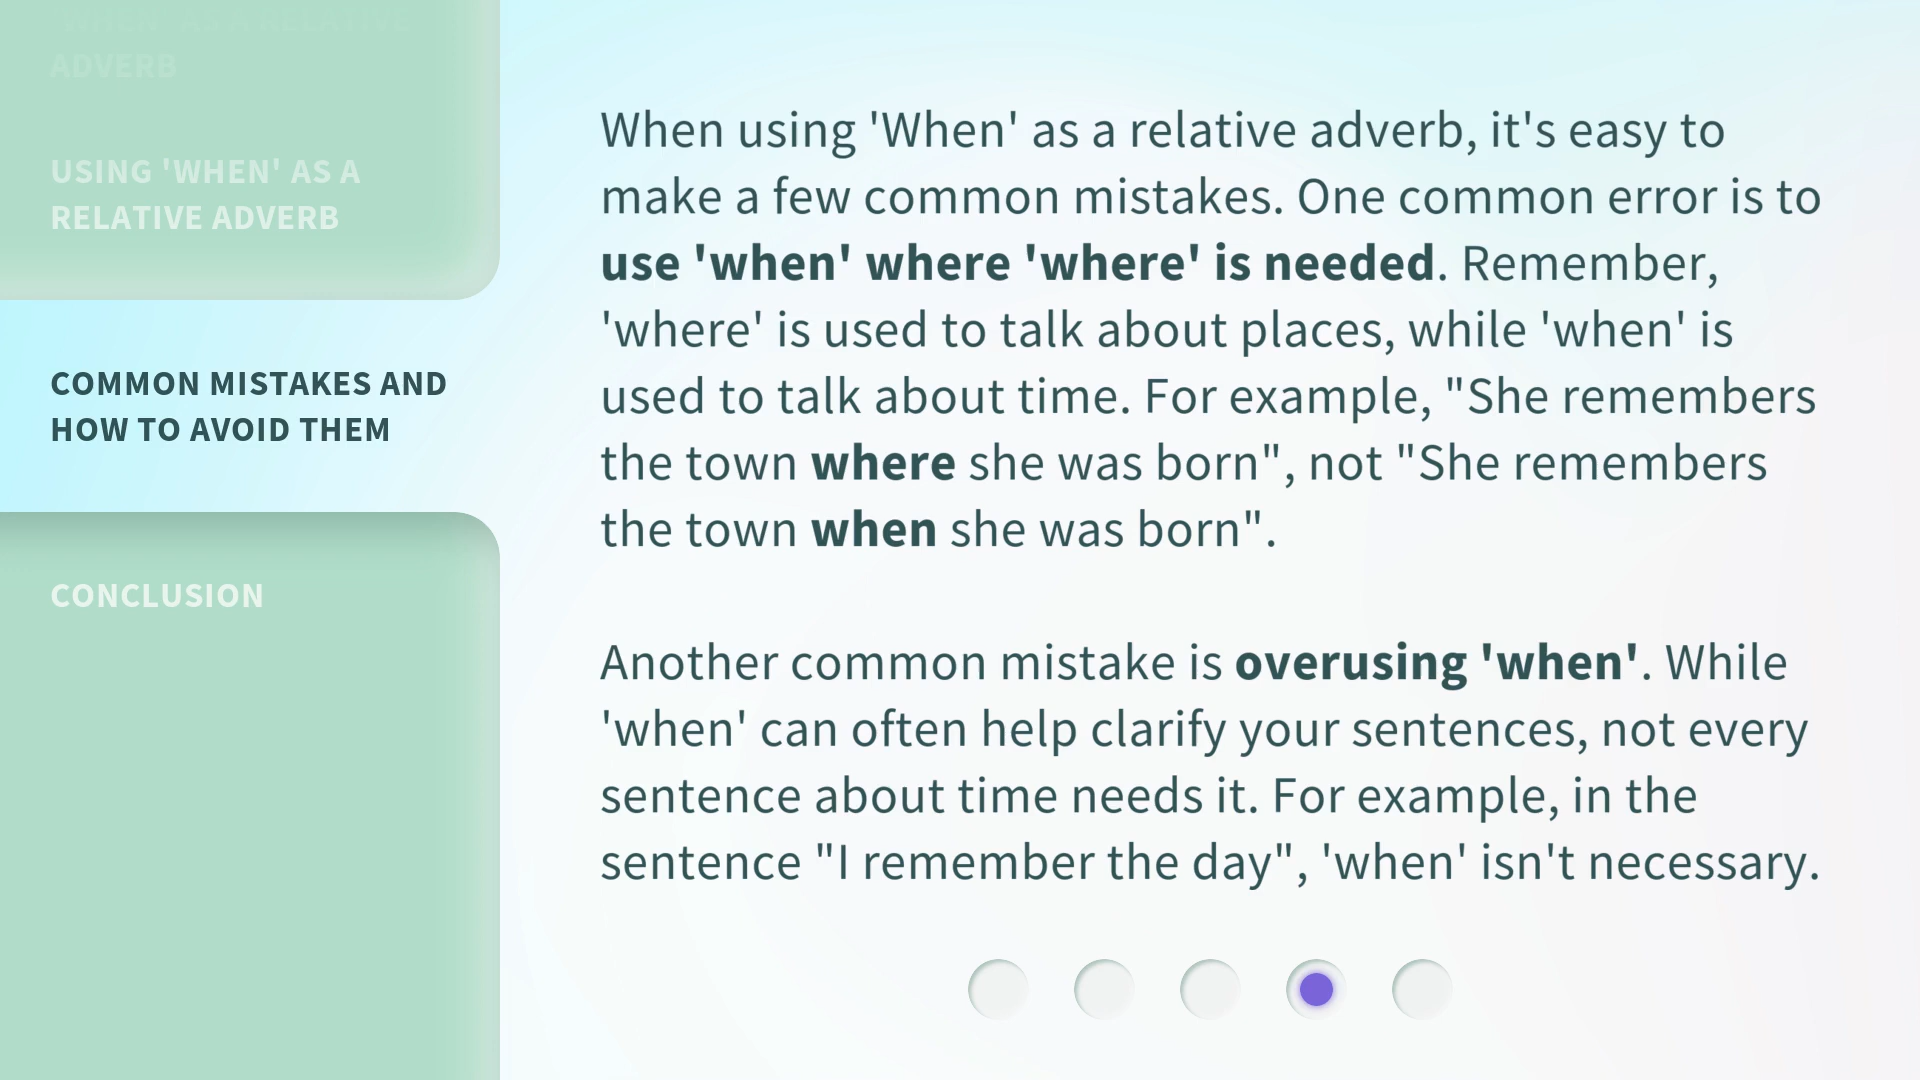 'WHEN' AS A RELATIVE
ADVERB
USING 'WHEN' AS A
RELATIVE ADVERB
COMMON MISTAKES AND
HOW TO AVOID THEM
CONCLUSION
When using 'When' as a relative adverb, it's easy to
make a few common mistakes. One common error is to
use 'when' where 'where' is needed. Remember,
'where' is used to talk about places, while 'when' is
used to talk about time. For example, "She remembers
the town where she was born", not "She remembers
the town when she was born".
Another common mistake is overusing 'when'. While
'when' can often help clarify your sentences, not every
sentence about time needs it. For example, in the
sentence "I remember the day", 'when' isn't necessary.